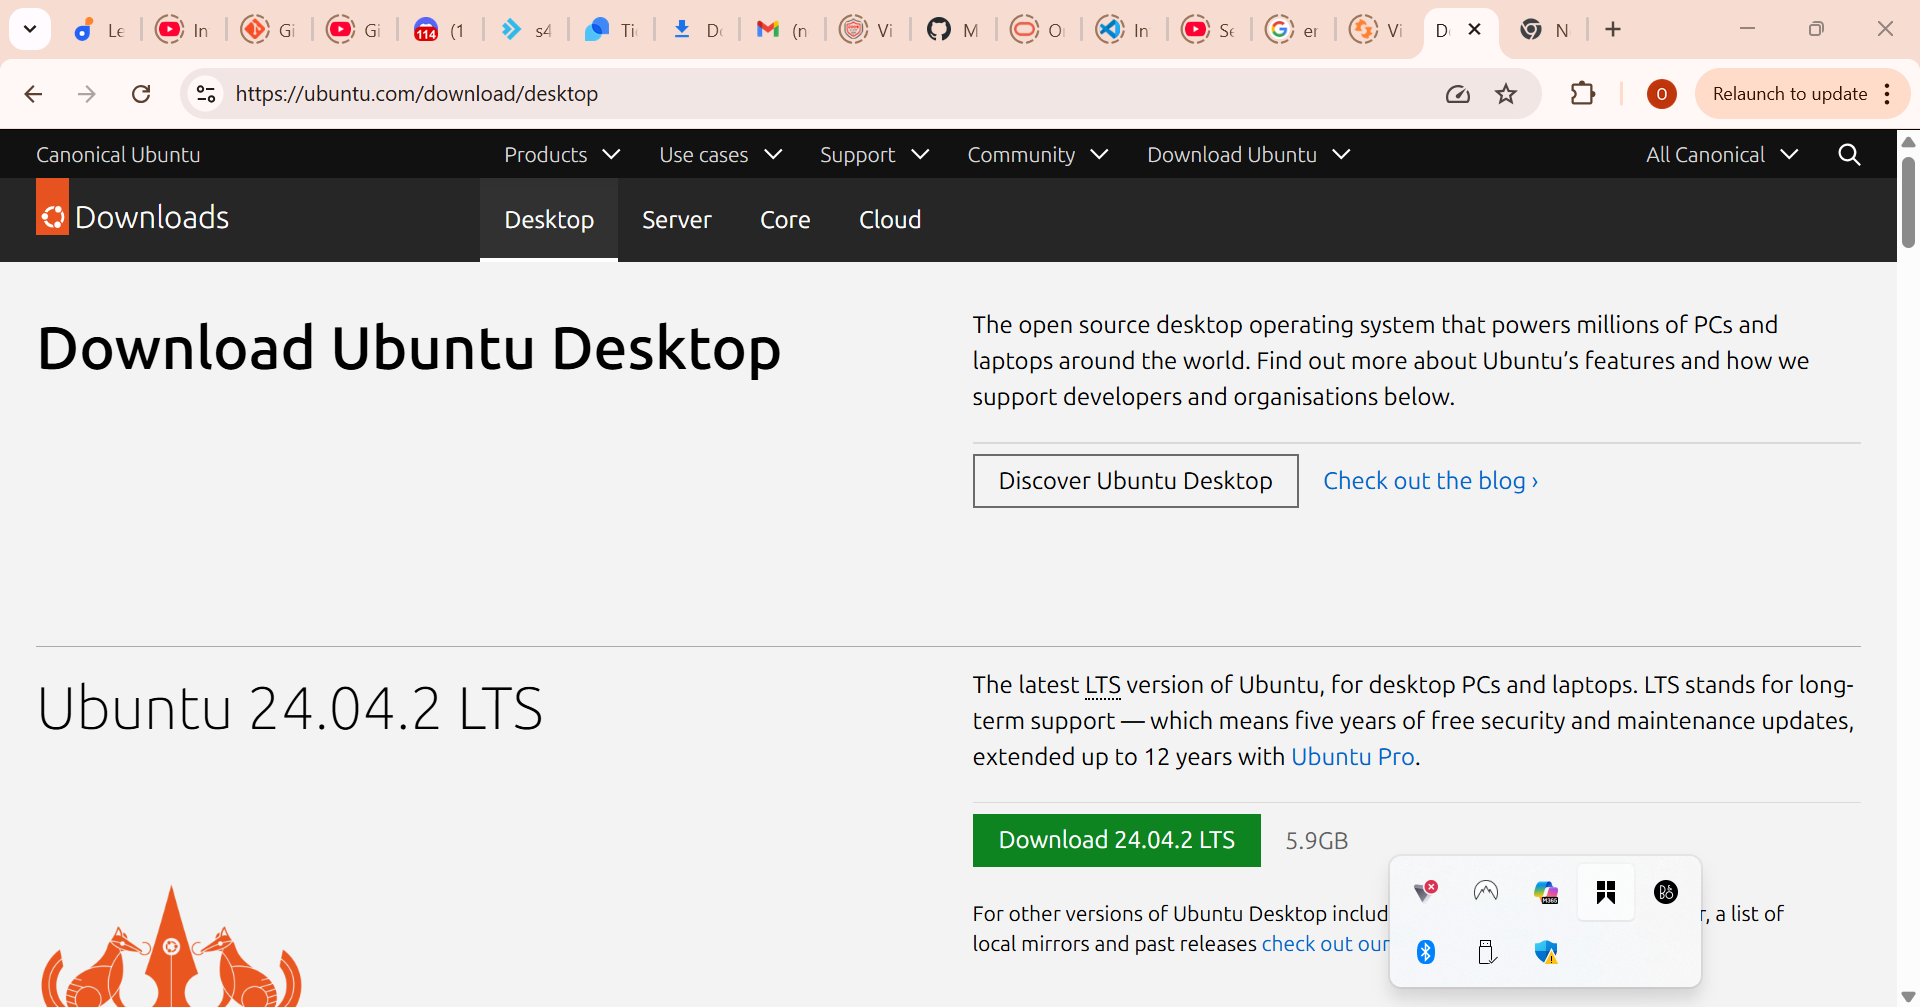 Le
In
Gi
Gi
114
(1
s4
Ti
Do
(n
Vi
M
O
In
Se
er
Vi
D
N
https://ubuntu.com/download/desktop
O
Relaunch to update
Canonical Ubuntu
Products
Use cases
Support
Community
Download Ubuntu
All Canonical
Downloads
Desktop
Server
Core
Cloud
Download Ubuntu Desktop
The open source desktop operating system that powers millions of PCs and
laptops around the world. Find out more about Ubuntu’s features and how we
support developers and organisations below.
Discover Ubuntu Desktop
Check out the blog ›
Ubuntu 24.04.2 LTS
The latest LTS version of Ubuntu, for desktop PCs and laptops. LTS stands for long-
term support — which means five years of free security and maintenance updates,
extended up to 12 years with Ubuntu Pro.
Download 24.04.2 LTS
5.9GB
For other versions of Ubuntu Desktop includ
r, a list of
local mirrors and past releases check out our
M365